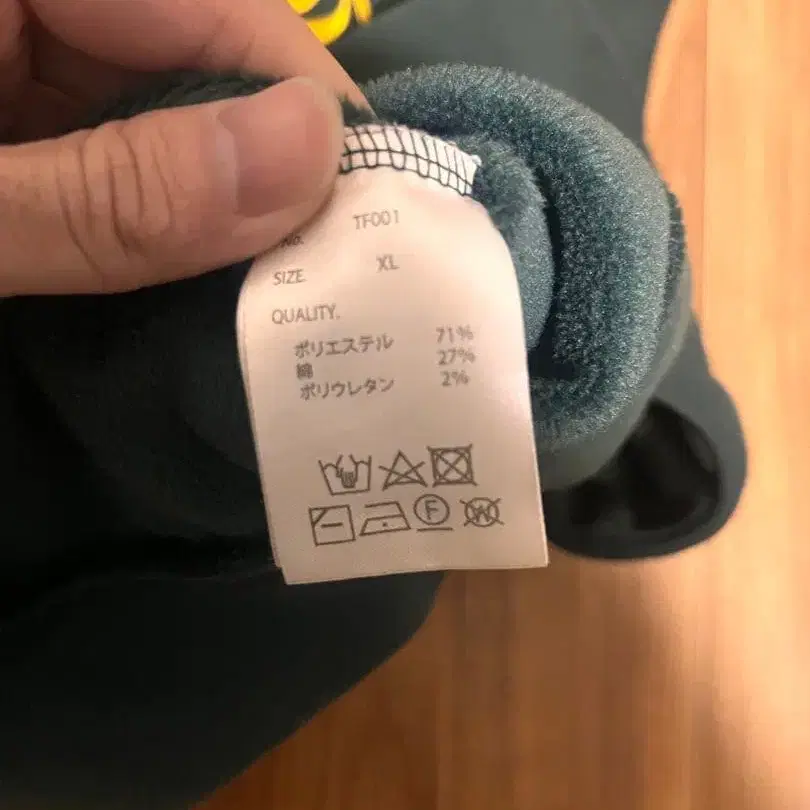 No. TF001
SIZE. XL
QUALITY.
ポリエステル 71%
綿 27%
ポリウレタン 2%
F W